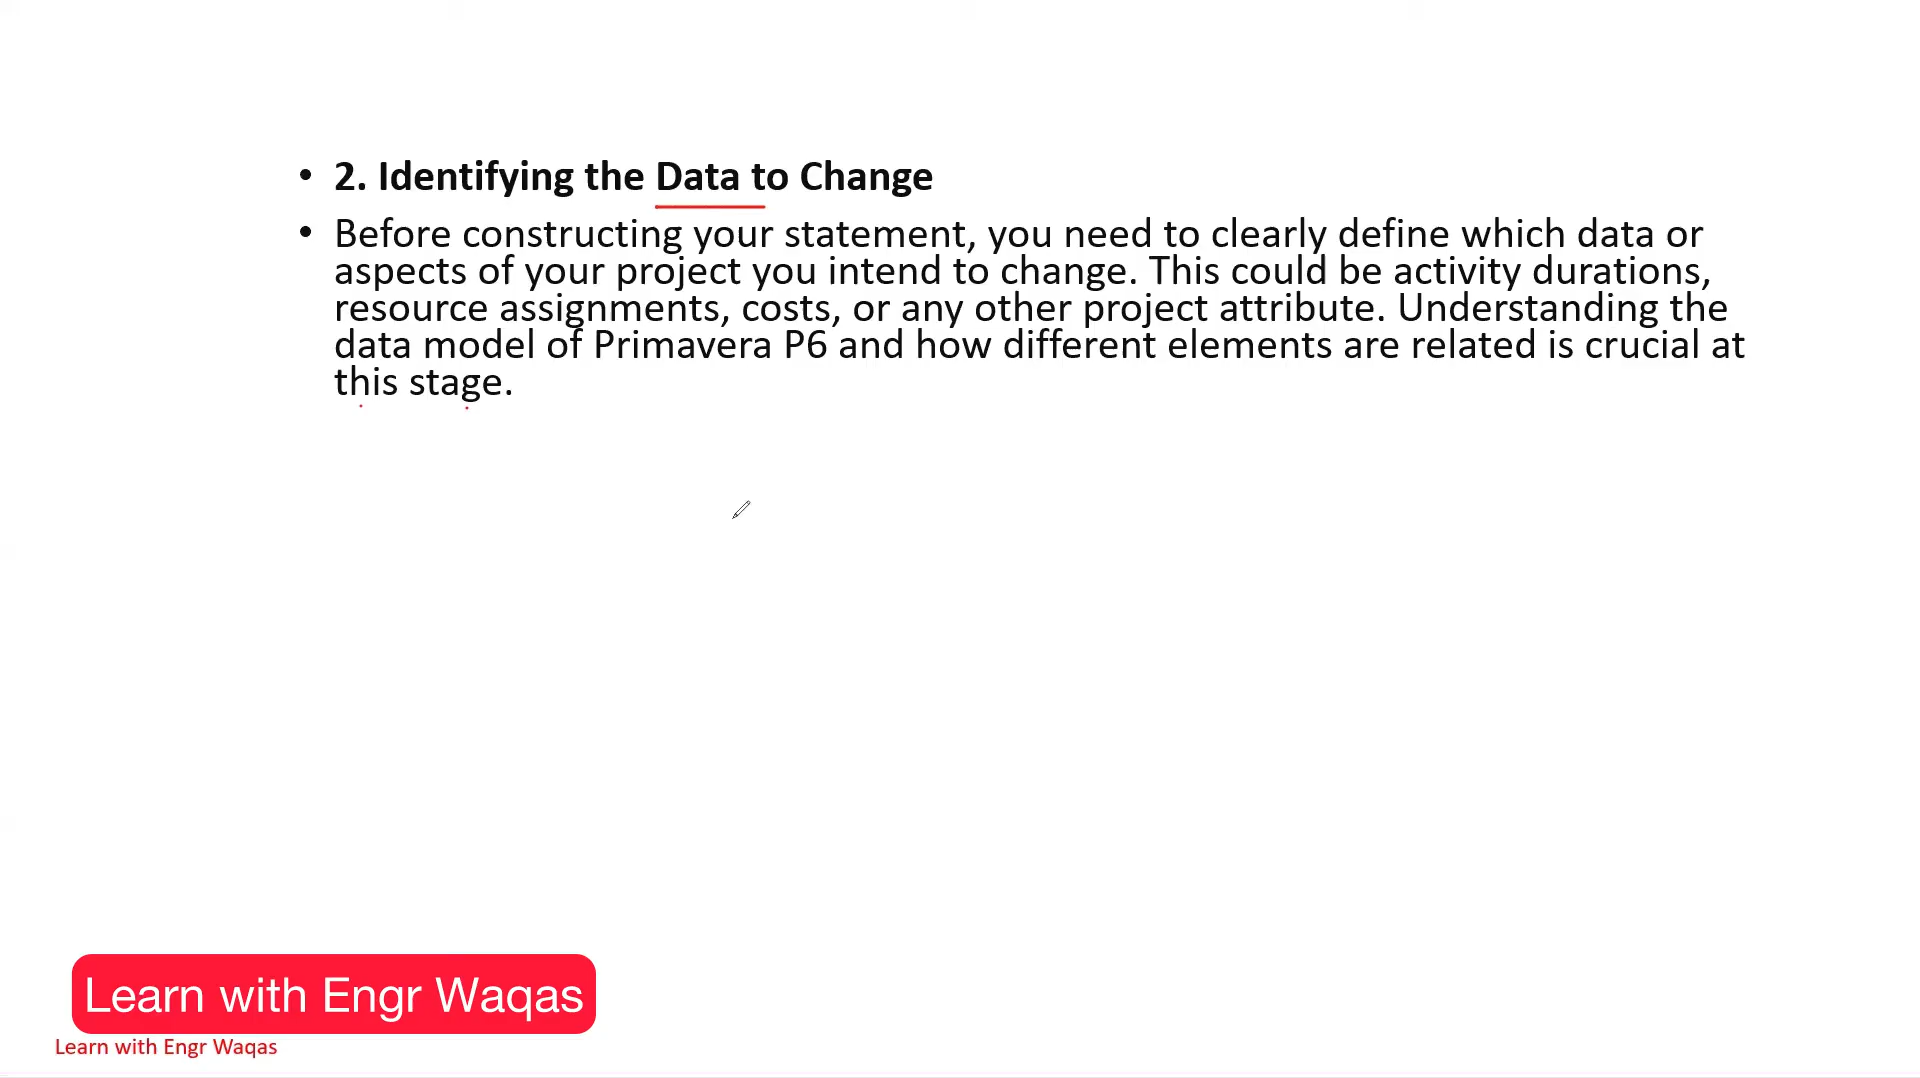 • 2. Identifying the Data to Change
• Before constructing your statement, you need to clearly define which data or
aspects of your project you intend to change. This could be activity durations,
resource assignments, costs, or any other project attribute. Understanding the
data model of Primavera P6 and how different elements are related is crucial at
this stage.
Learn with Engr Waqas
Learn with Engr Waqas